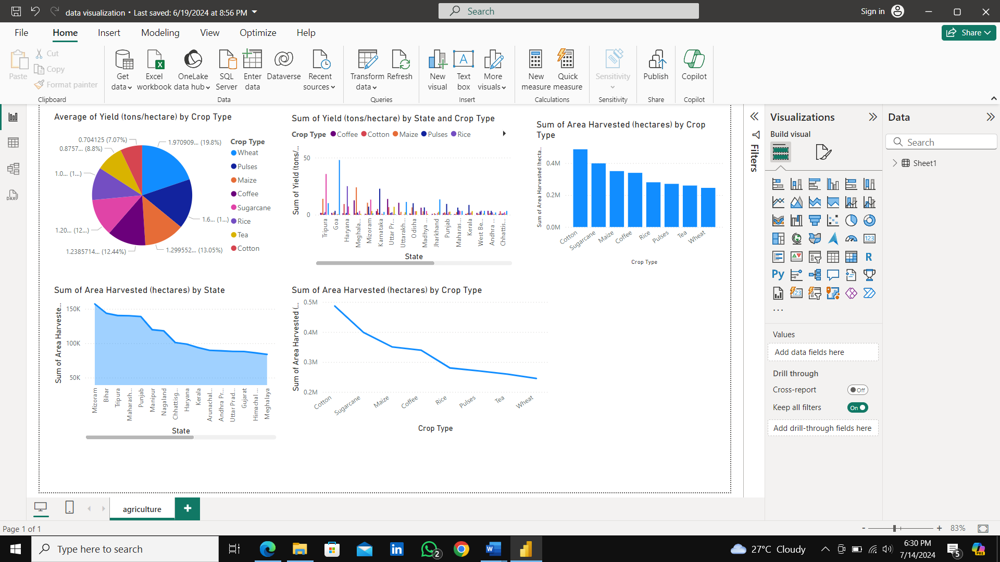 data visualization • Last saved: 6/19/2024 at 8:56 PM
Search
Sign in
File Home Insert Modeling View Optimize Help
Share
Paste
Cut
Copy
Format painter
Clipboard
Get data
Excel workbook
OneLake data hub
SQL Server
Enter data
Dataverse
Recent sources
Data
Transform data
Refresh
Queries
New visual
Text box
More visuals
Insert
New measure
Quick measure
Calculations
Sensitivity
Sensitivity
Publish
Share
Copilot
Copilot
Average of Yield (tons/hectare) by Crop Type
0.704125 (7.07%)
0.8757... (8.8%)
1.0... (1...)
1.20... (12...)
1.2385714... (12.44%)
1.970909... (19.8%)
1.6... (1...)
1.299552... (13.05%)
Crop Type
Wheat
Pulses
Maize
Coffee
Sugarcane
Rice
Tea
Cotton
Sum of Yield (tons/hectare) by State and Crop Type
Crop Type Coffee Cotton Maize Pulses Rice
Sum of Yield (tons/...
50
0
Tripura
Goa
Haryana
Meghala...
Mizoram
Karnataka
Uttar Pr...
Uttarakh...
Odisha
Madhya ...
Jharkhand
Punjab
Maharas...
Kerala
West Be...
Andhra ...
Chhattis...
State
Sum of Area Harvested (hectares) by Crop
Type
Sum of Area Harvested (hecta...
0.4M
0.2M
0.0M
Cotton
Sugarcane
Maize
Coffee
Rice
Pulses
Tea
Wheat
Crop Type
Sum of Area Harvested (hectares) by State
Sum of Area Harveste...
150K
100K
50K
Mizoram
Bihar
Tripura
Maharash...
Punjab
Manipur
Nagaland
Chhattisg...
Haryana
Kerala
Arunachal...
Andhra Pr...
Uttar Prad...
Gujarat
Himachal ...
Meghalaya
State
Sum of Area Harvested (hectares) by Crop Type
Sum of Area Harvested (...
0.5M
0.4M
0.3M
0.2M
Cotton
Sugarcane
Maize
Coffee
Rice
Pulses
Tea
Wheat
Crop Type
Filters
Visualizations
Build visual
123
R
Py
123
...
Values
Add data fields here
Drill through
Cross-report
Off
Keep all filters
On
Add drill-through fields here
Data
Search
Sheet1
DAX
agriculture
+
Page 1 of 1
- + 83%
Type here to search
2
27°C Cloudy
6:30 PM
7/14/2024
5
PRE